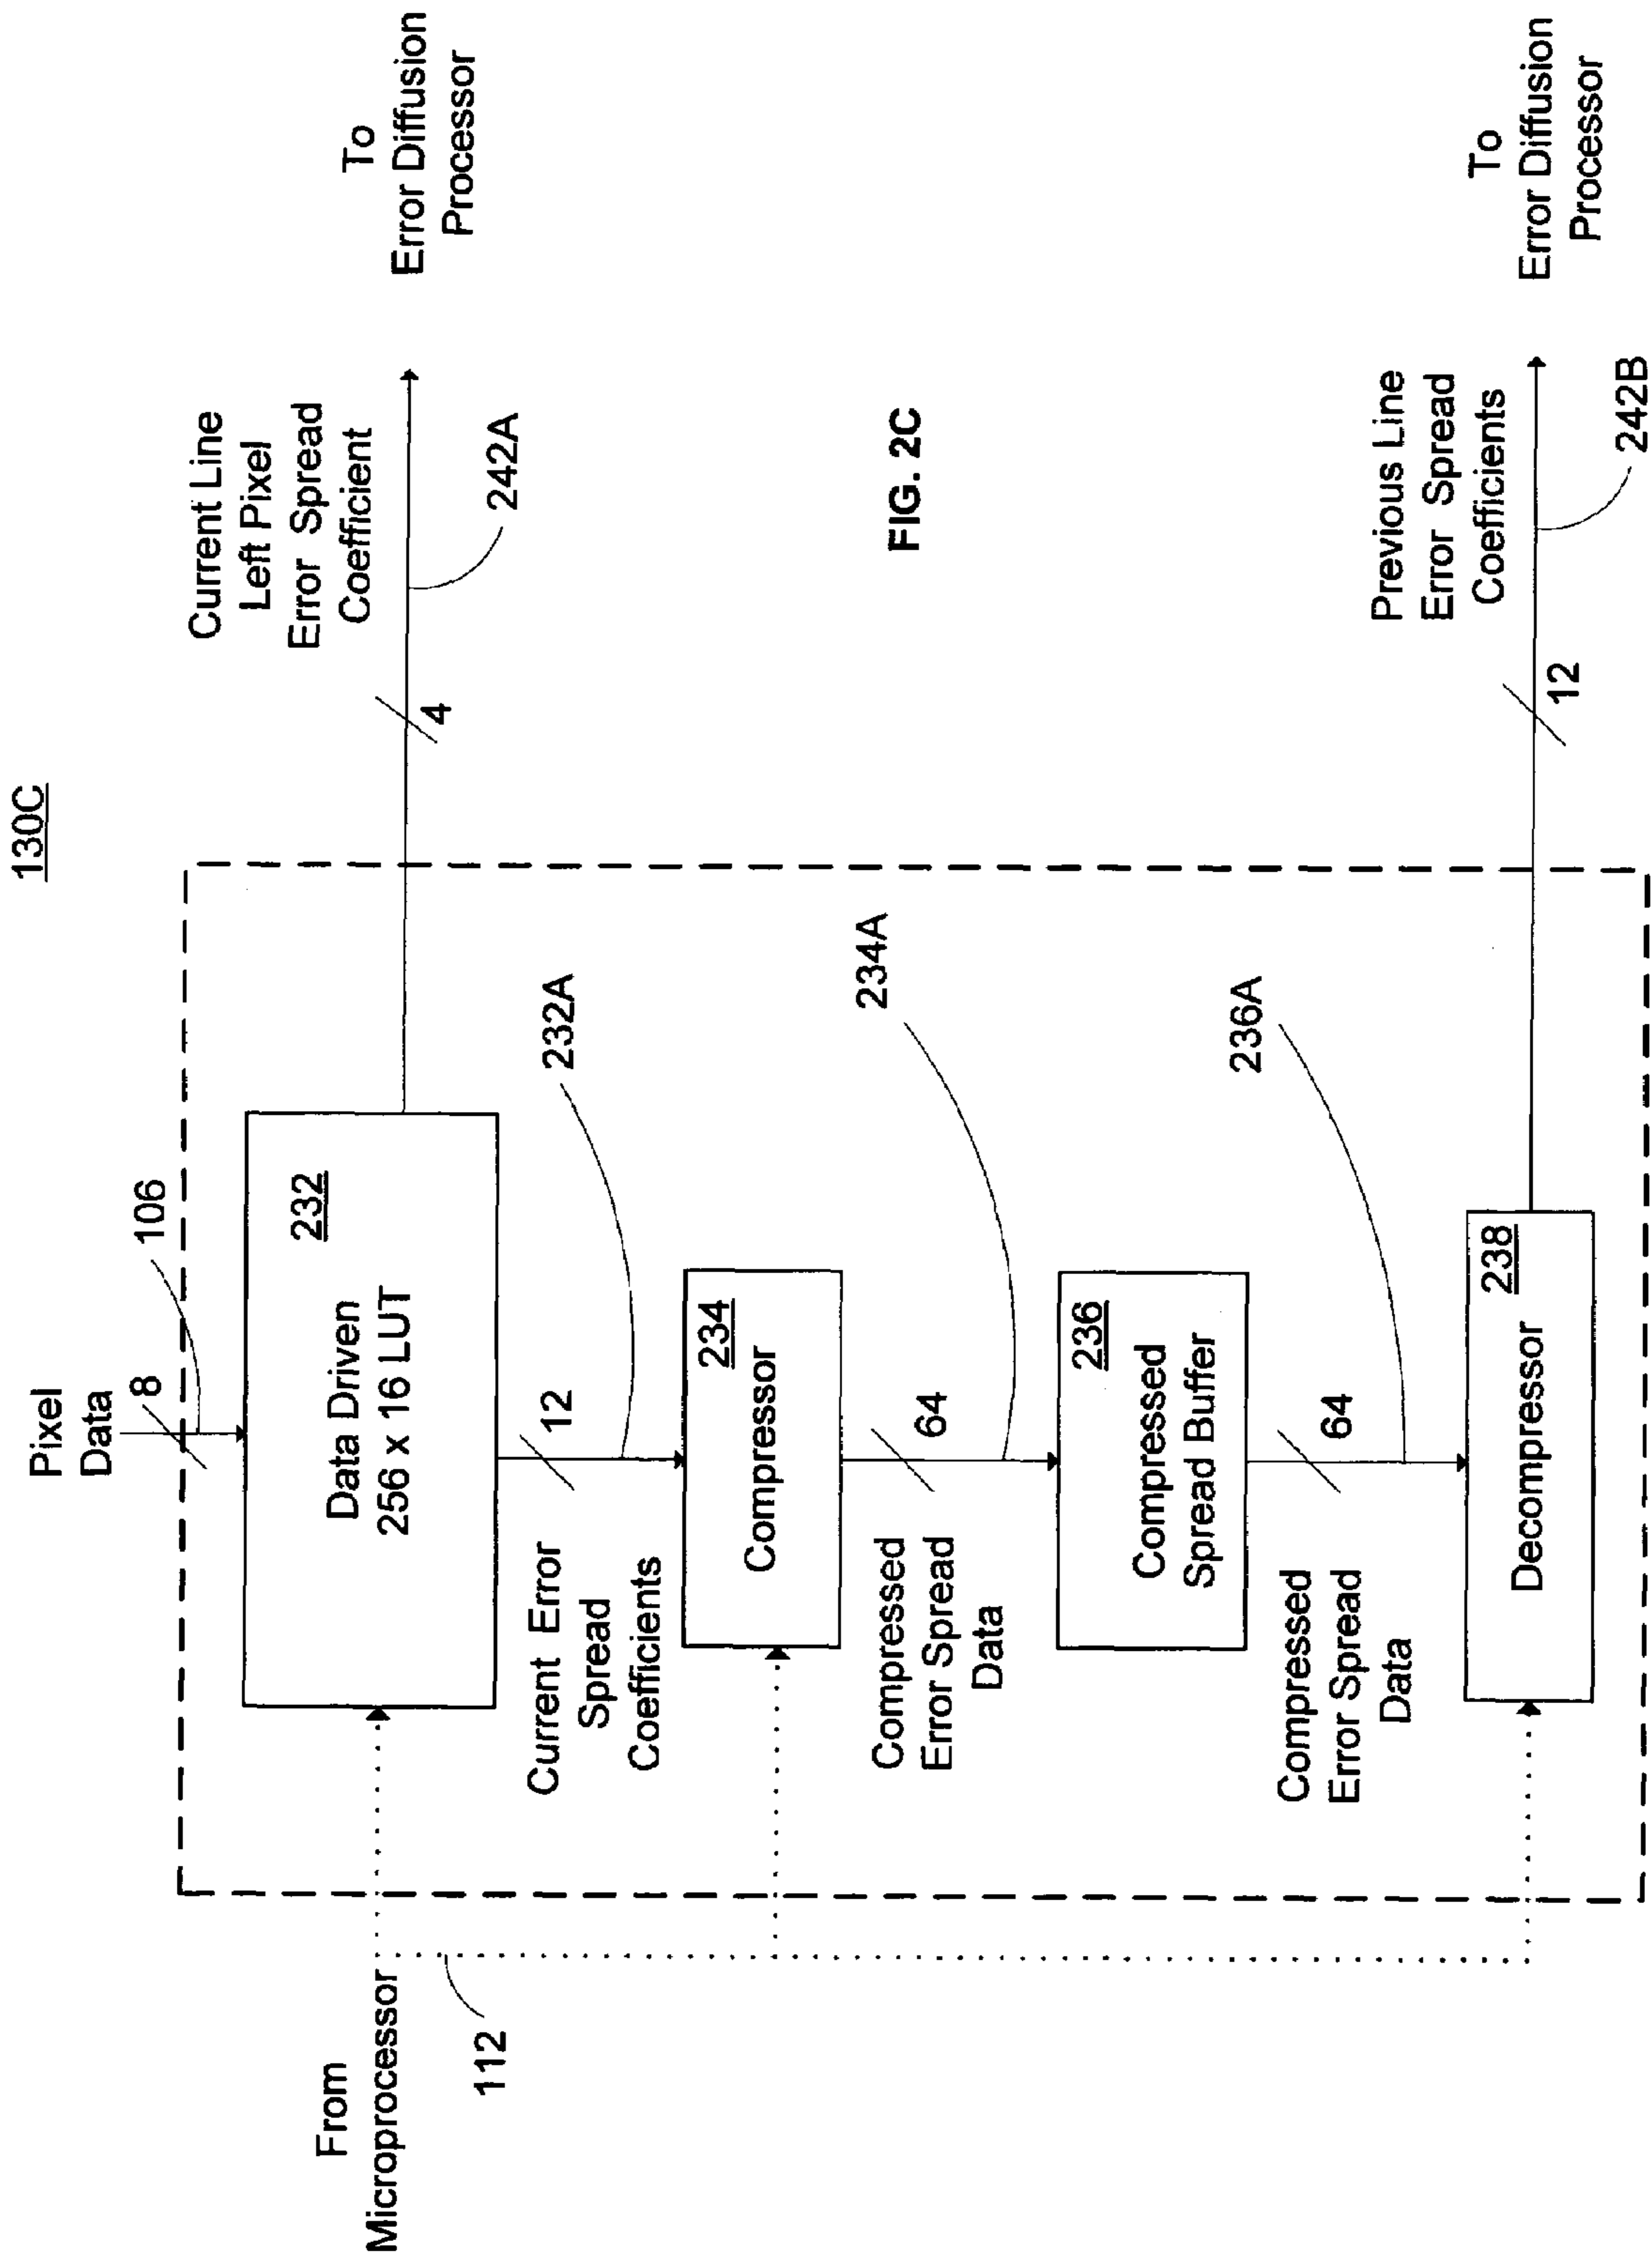 130C
Pixel
Data
8
106
Data Driven
256 x 16 LUT
232
From
Microprocessor
112
4
Current Line
Left Pixel
Error Spread
Coefficient
242A
To
Error Diffusion
Processor
Current Error
Spread
Coefficients
12
232A
234
Compressor
Compressed
Error Spread
Data
64
234A
236
Compressed
Spread Buffer
Compressed
Error Spread
Data
64
236A
238
Decompressor
12
Previous Line
Error Spread
Coefficients
242B
To
Error Diffusion
Processor
FIG. 2C